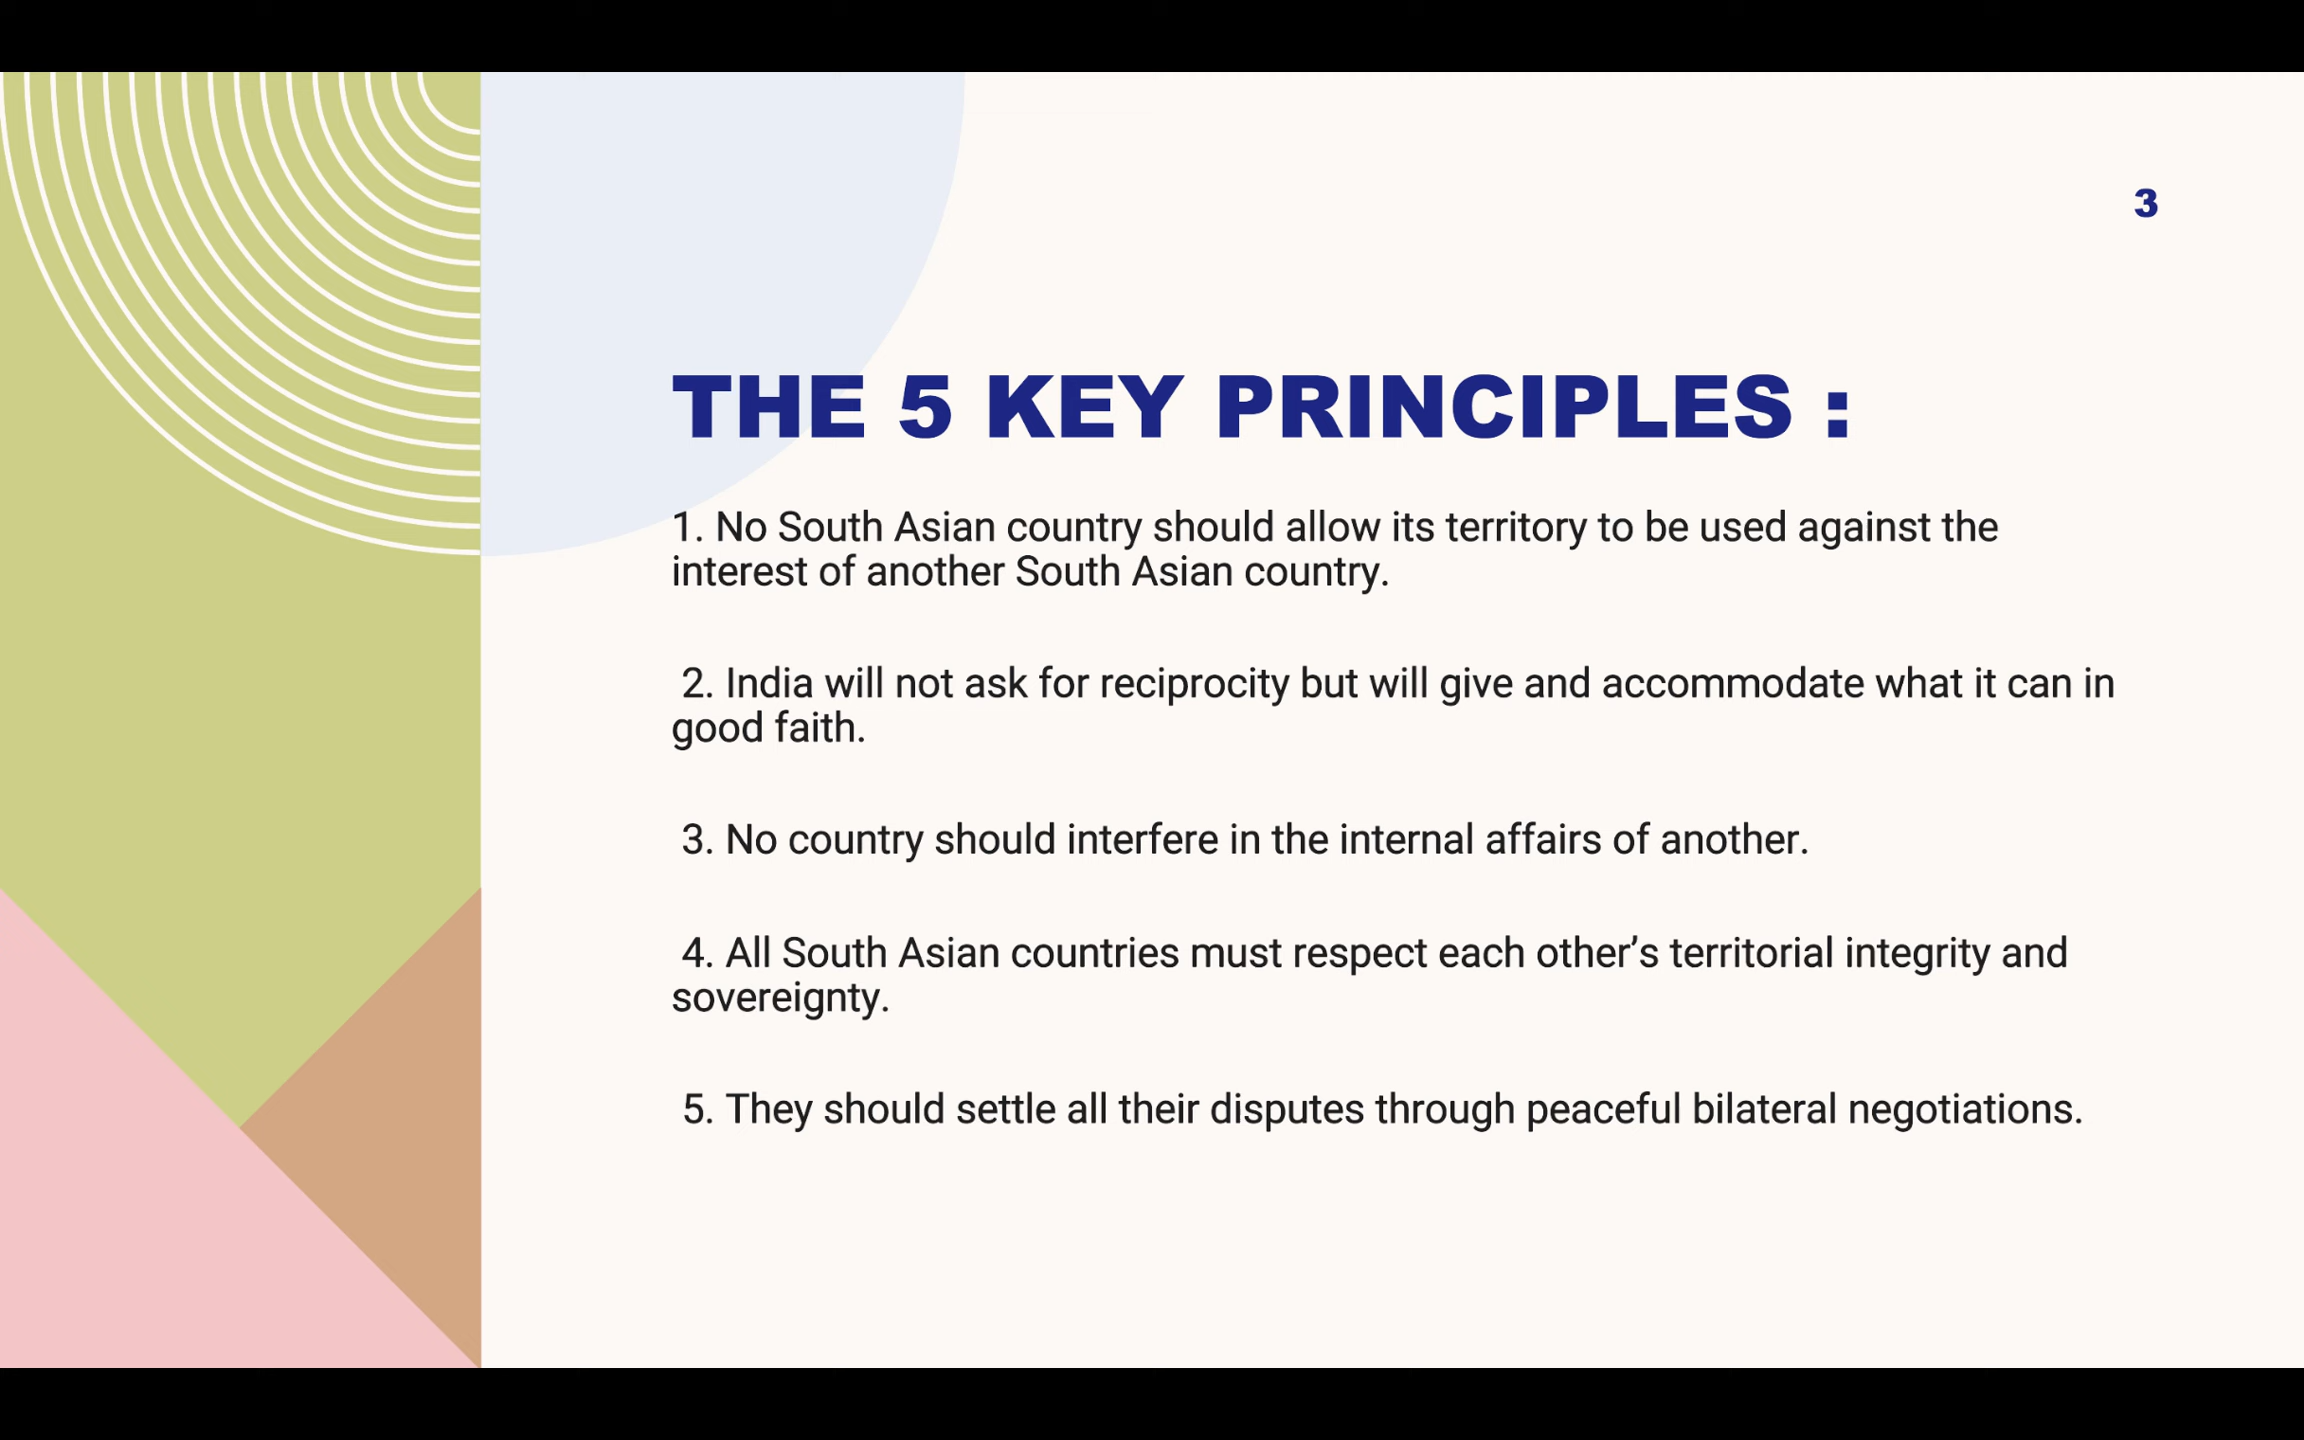 3
THE 5 KEY PRINCIPLES :
1. No South Asian country should allow its territory to be used against the
interest of another South Asian country.
2. India will not ask for reciprocity but will give and accommodate what it can in
good faith.
3. No country should interfere in the internal affairs of another.
4. All South Asian countries must respect each other’s territorial integrity and
sovereignty.
5. They should settle all their disputes through peaceful bilateral negotiations.